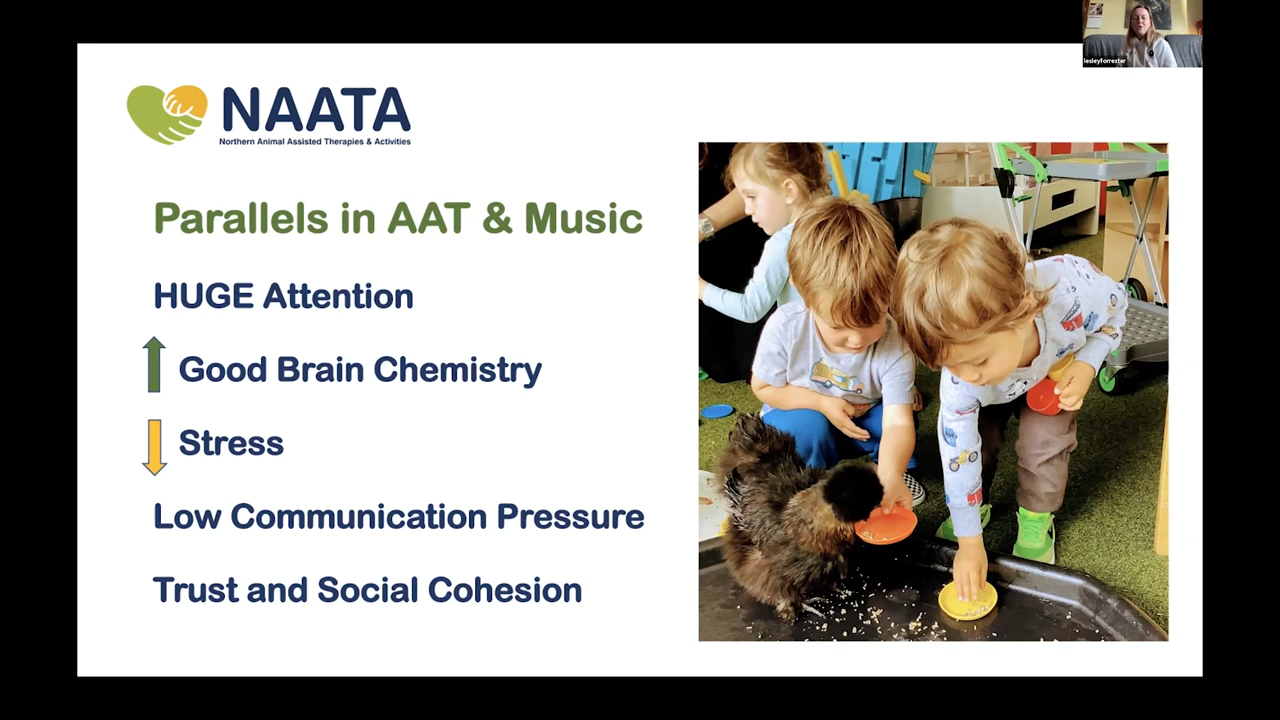 lesleyforrester
NAATA
Northern Animal Assisted Therapies & Activities
Parallels in AAT & Music
HUGE Attention
Good Brain Chemistry
Stress
Low Communication Pressure
Trust and Social Cohesion